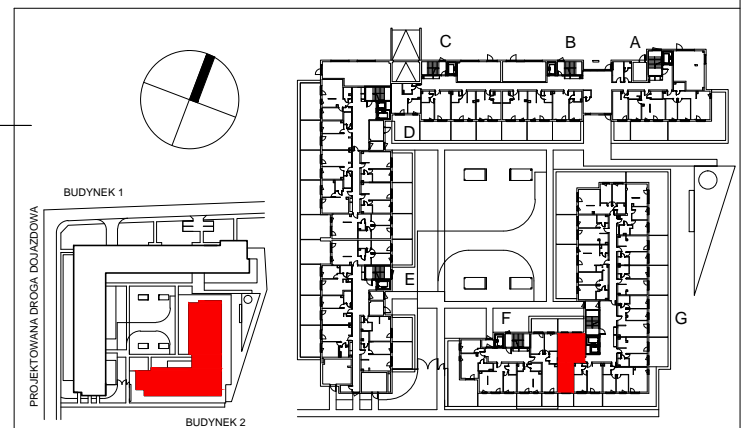 C
B
A
D
BUDYNEK 1
PROJEKTOWANA DROGA DOJAZDOWA
E
F
G
BUDYNEK 2